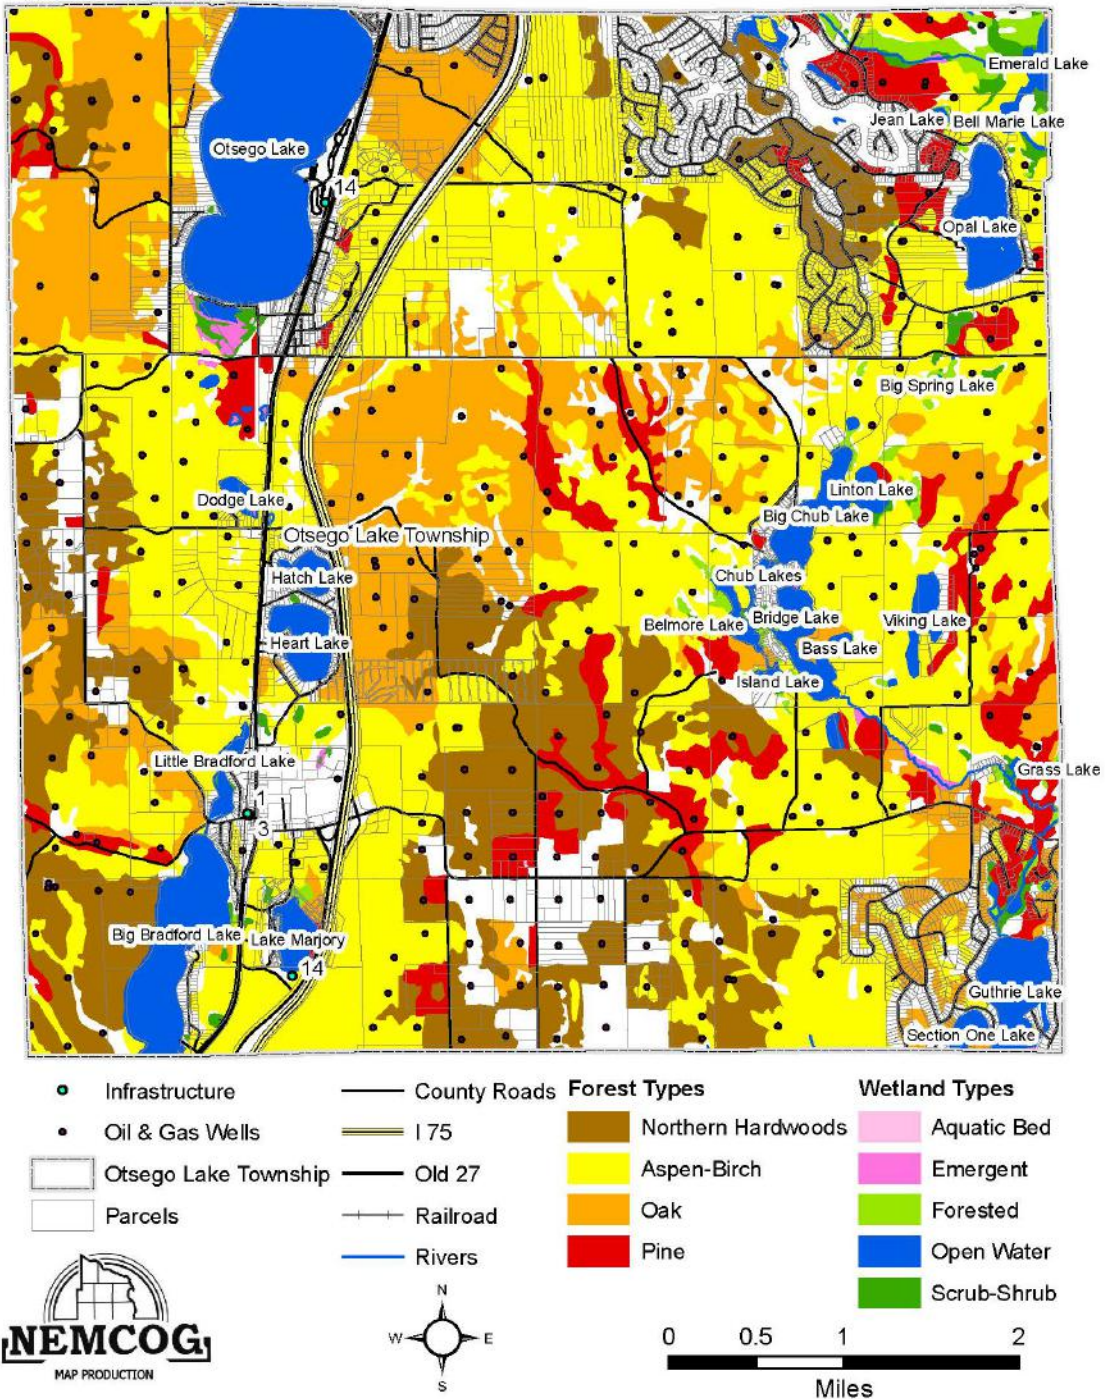 Emerald Lake
Jean Lake
Bell Marie Lake
Otsego Lake
14
Opal Lake
Big Spring Lake
Linton Lake
Dodge Lake
Big Chub Lake
Otsego Lake Township
Hatch Lake
Chub Lakes
Belmore Lake
Bridge Lake
Viking Lake
Heart Lake
Bass Lake
Island Lake
Little Bradford Lake
Grass Lake
1
3
Big Bradford Lake
Lake Marjory
14
Guthrie Lake
Section One Lake
Infrastructure
Oil & Gas Wells
Otsego Lake Township
Parcels
County Roads
I 75
Old 27
Railroad
Rivers
Forest Types
Northern Hardwoods
Aspen-Birch
Oak
Pine
Wetland Types
Aquatic Bed
Emergent
Forested
Open Water
Scrub-Shrub
NEMCOG
MAP PRODUCTION
N
W E
S
0 0.5 1 2
Miles